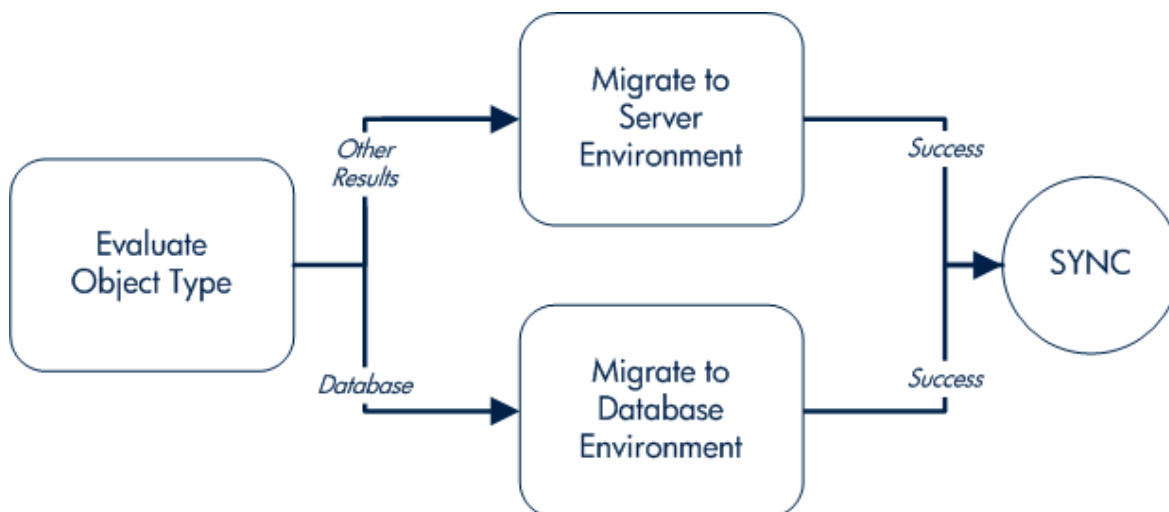 Evaluate
Object Type
Other
Results
Database
Migrate to
Server
Environment
Migrate to
Database
Environment
Success
Success
SYNC